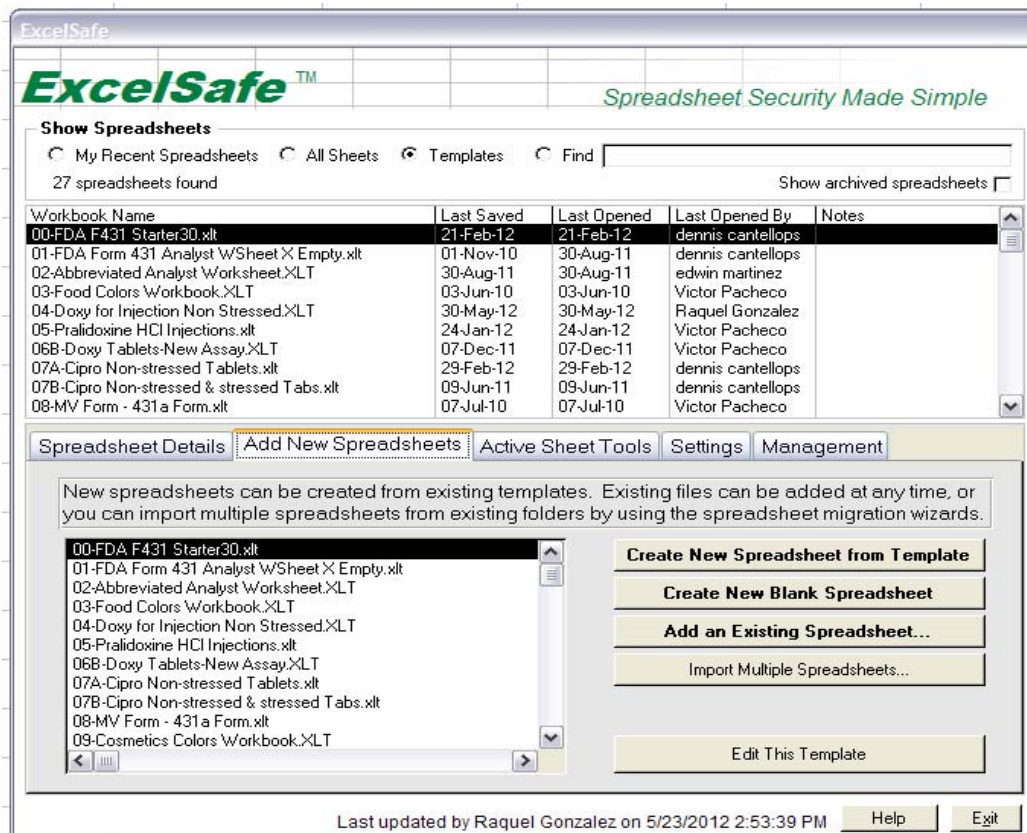 ExcelSafe
ExcelSafe™
Spreadsheet Security Made Simple
Show Spreadsheets
My Recent Spreadsheets All Sheets Templates Find
27 spreadsheets found Show archived spreadsheets
Workbook Name Last Saved Last Opened Last Opened By Notes
00-FDA F431 Starter30.xlt 21-Feb-12 21-Feb-12 dennis cantellops
01-FDA Form 431 Analyst WSheet X Empty.xlt 01-Nov-10 30-Aug-11 dennis cantellops
02-Abbreviated Analyst Worksheet.XLT 30-Aug-11 30-Aug-11 edwin martinez
03-Food Colors Workbook.XLT 03-Jun-10 03-Jun-10 Victor Pacheco
04-Doxy for Injection Non Stressed.XLT 30-May-12 30-May-12 Raquel Gonzalez
05-Pralidoxine HCl Injections.xlt 24-Jan-12 24-Jan-12 Victor Pacheco
06B-Doxy Tablets-New Assay.XLT 07-Dec-11 07-Dec-11 Victor Pacheco
07A-Cipro Non-stressed Tablets.xlt 29-Feb-12 29-Feb-12 dennis cantellops
07B-Cipro Non-stressed & stressed Tabs.xlt 09-Jun-11 09-Jun-11 dennis cantellops
08-MV Form - 431a Form.xlt 07-Jul-10 07-Jul-10 Victor Pacheco
Spreadsheet Details Add New Spreadsheets Active Sheet Tools Settings Management
New spreadsheets can be created from existing templates. Existing files can be added at any time, or
you can import multiple spreadsheets from existing folders by using the spreadsheet migration wizards.
00-FDA F431 Starter30.xlt
01-FDA Form 431 Analyst WSheet X Empty.xlt
02-Abbreviated Analyst Worksheet.XLT
03-Food Colors Workbook.XLT
04-Doxy for Injection Non Stressed.XLT
05-Pralidoxine HCl Injections.xlt
06B-Doxy Tablets-New Assay.XLT
07A-Cipro Non-stressed Tablets.xlt
07B-Cipro Non-stressed & stressed Tabs.xlt
08-MV Form - 431a Form.xlt
09-Cosmetics Colors Workbook.XLT
Create New Spreadsheet from Template
Create New Blank Spreadsheet
Add an Existing Spreadsheet...
Import Multiple Spreadsheets...
Edit This Template
Last updated by Raquel Gonzalez on 5/23/2012 2:53:39 PM Help Exit